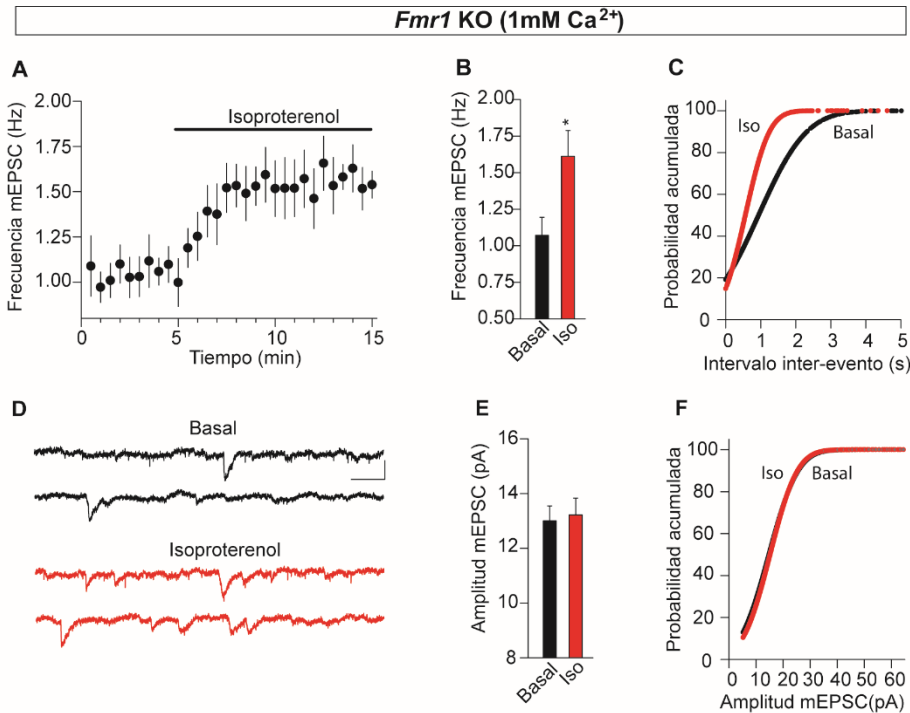 Fmr1 KO (1mM Ca²⁺)
A
Isoproterenol
Frecuencia mEPSC (Hz)
2.00
1.75
1.50
1.25
1.00
0
5
10
15
Tiempo (min)
B
Frecuencia mEPSC (Hz)
2.00
1.75
1.50
1.25
1.00
0.75
0.50
*
Basal
Iso
C
Probabilidad acumulada
100
80
60
40
20
0
Iso
Basal
0 1 2 3 4 5
Intervalo inter-evento (s)
D
Basal
Isoproterenol
E
Amplitud mEPSC (pA)
16
14
12
10
8
Basal
Iso
F
Probabilidad acumulada
100
80
60
40
20
0
Iso
Basal
0 10 20 30 40 50 60
Amplitud mEPSC(pA)